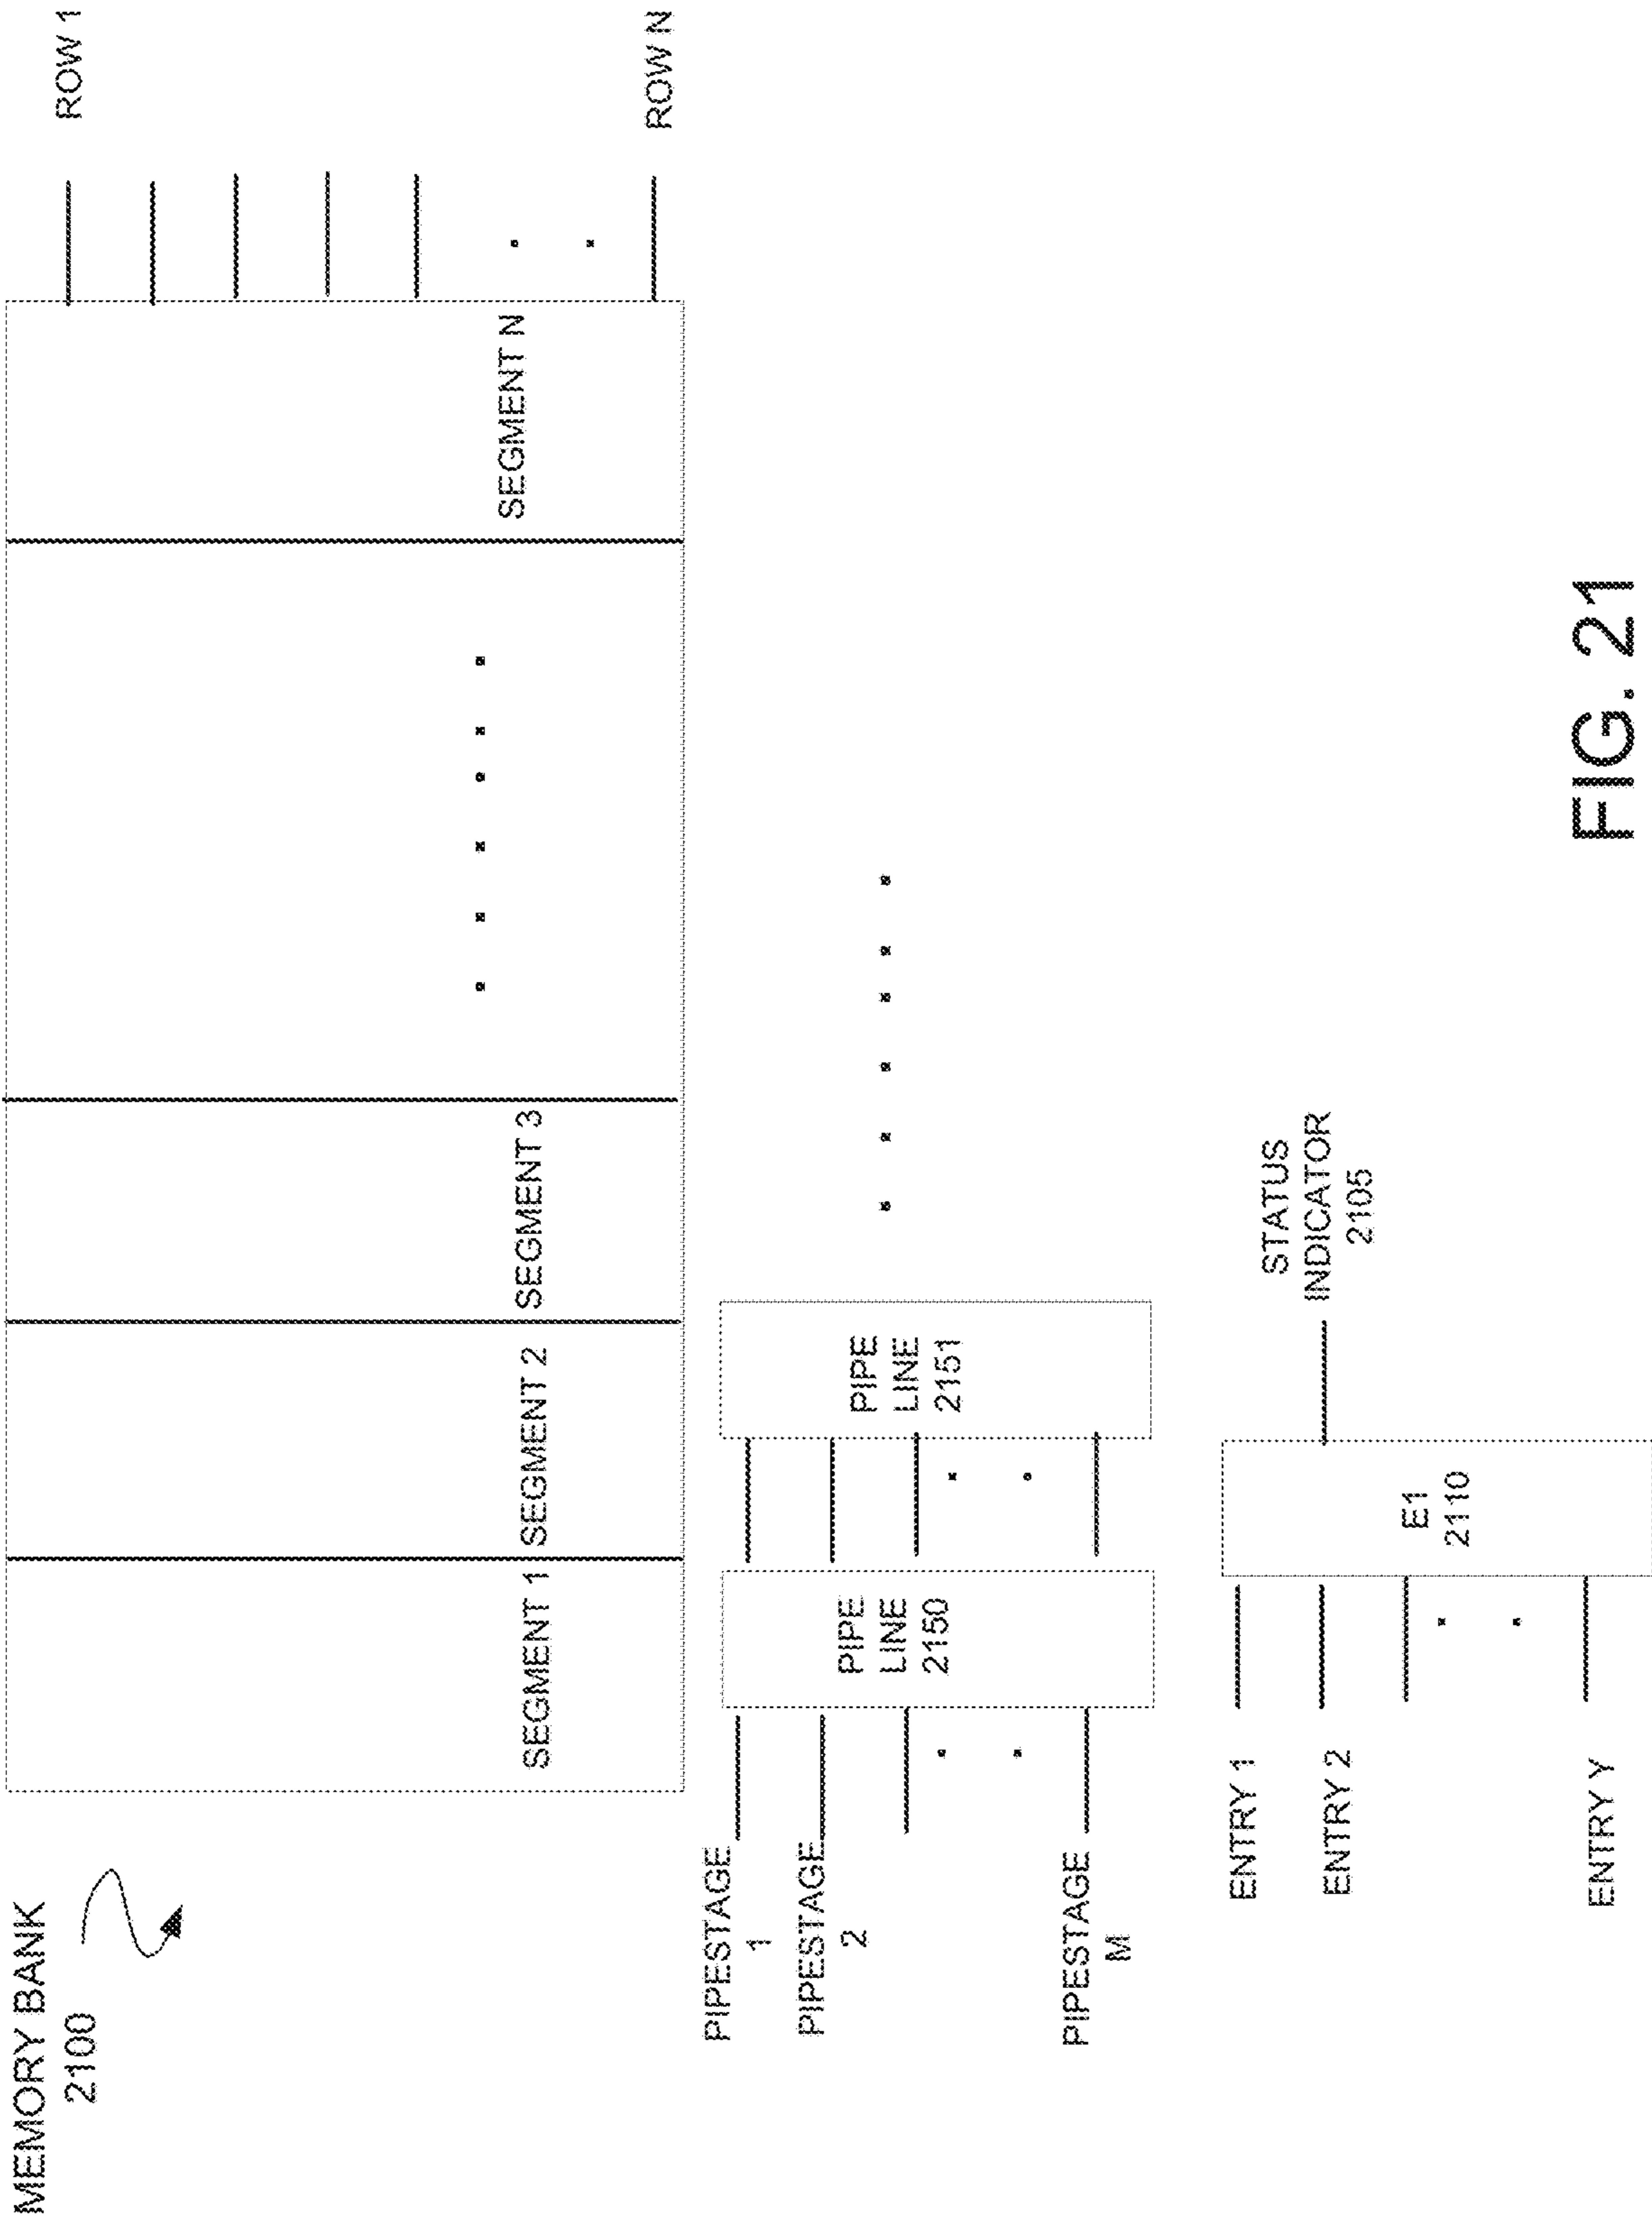 MEMORY BANK
2100
ROW 1
ROW N
SEGMENT 1
SEGMENT 2
SEGMENT 3
SEGMENT N
PIPESTAGE
1
PIPESTAGE
2
PIPESTAGE
M
PIPE
LINE
2150
PIPE
LINE
2151
ENTRY 1
ENTRY 2
ENTRY Y
E1
2110
STATUS
INDICATOR
2105
FIG. 21